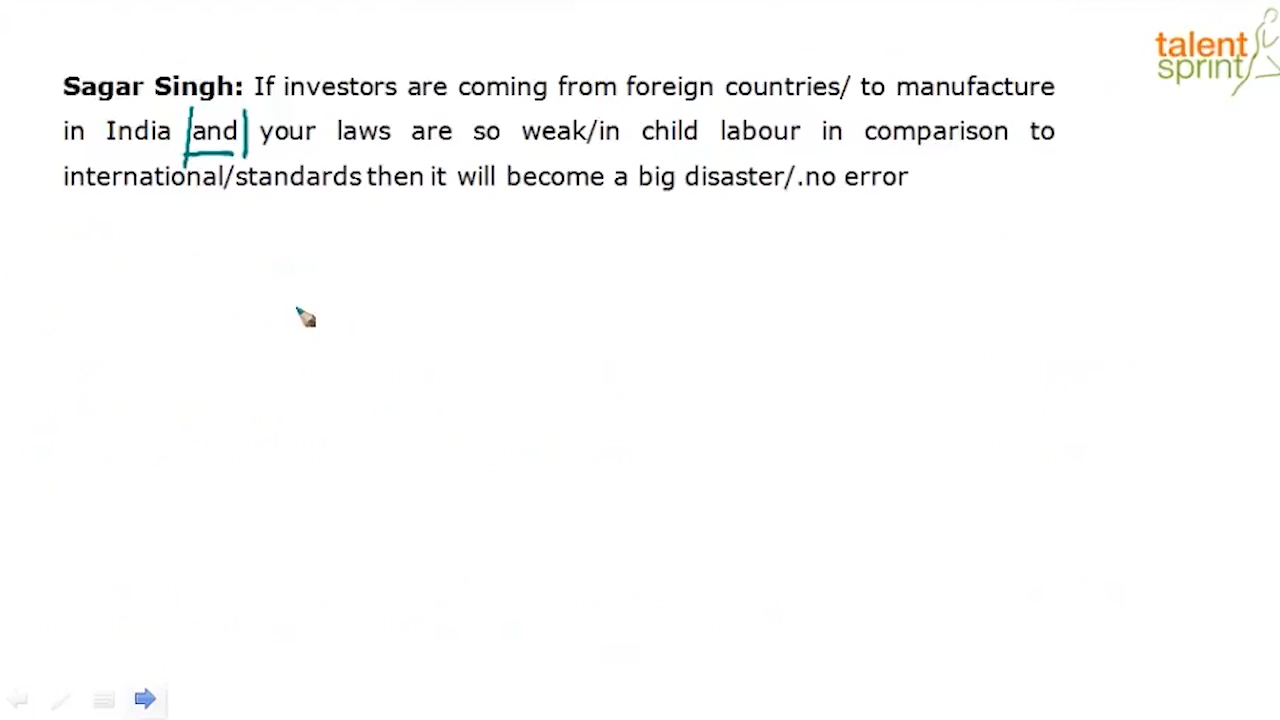 talent
sprint
Sagar Singh: If investors are coming from foreign countries/ to manufacture
in India and your laws are so weak/in child labour in comparison to
international/standards then it will become a big disaster/.no error